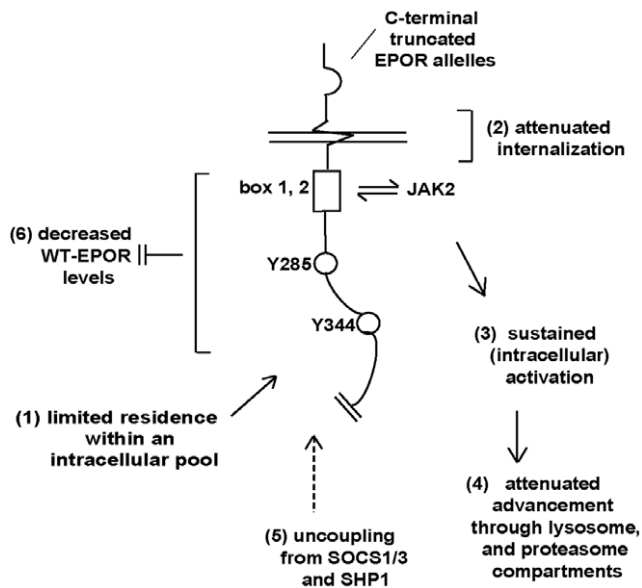 C-terminal
truncated
EPOR alleles
(2) attenuated
internalization
box 1, 2
JAK2
(6) decreased
WT-EPOR
levels
Y285
Y344
(3) sustained
(intracellular)
activation
(1) limited residence
within an
intracellular pool
(4) attenuated
advancement
through lysosome,
and proteasome
compartments
(5) uncoupling
from SOCS1/3
and SHP1